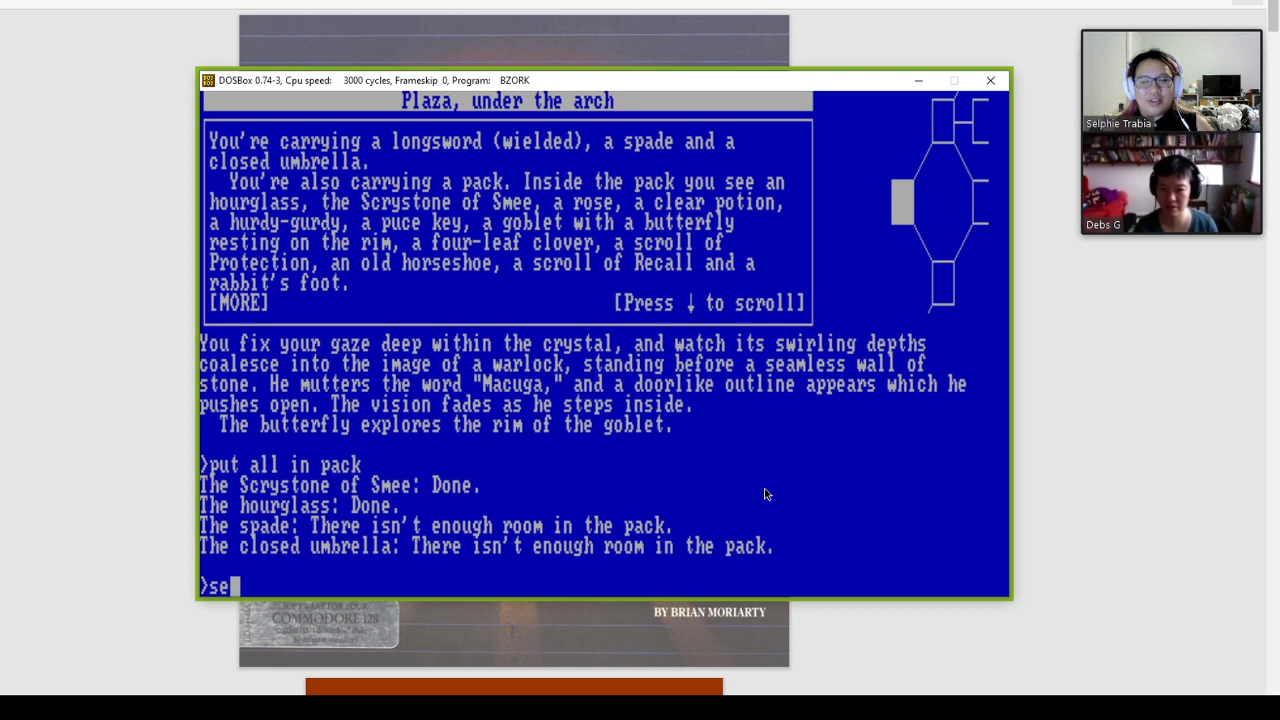 DOSBox 0.74-3, Cpu speed: 3000 cycles, Frameskip 0, Program: BZORK
Plaza, under the arch
You're carrying a longsword (wielded), a spade and a
closed umbrella.
You're also carrying a pack. Inside the pack you see an
hourglass, the Scrystone of Smee, a rose, a clear potion,
a hurdy-gurdy, a puce key, a goblet with a butterfly
resting on the rim, a four-leaf clover, a scroll of
Protection, an old horseshoe, a scroll of Recall and a
rabbit's foot.
[MORE] [Press ↓ to scroll]
You fix your gaze deep within the crystal, and watch its swirling depths
coalesce into the image of a warlock, standing before a seamless wall of
stone. He mutters the word "Macuga," and a doorlike outline appears which he
pushes open. The vision fades as he steps inside.
The butterfly explores the rim of the goblet.
>put all in pack
The Scrystone of Smee: Done.
The hourglass: Done.
The spade: There isn't enough room in the pack.
The closed umbrella: There isn't enough room in the pack.
>se
COMMODORE 128
BY BRIAN MORIARTY
Selphie Trabia
Debs G